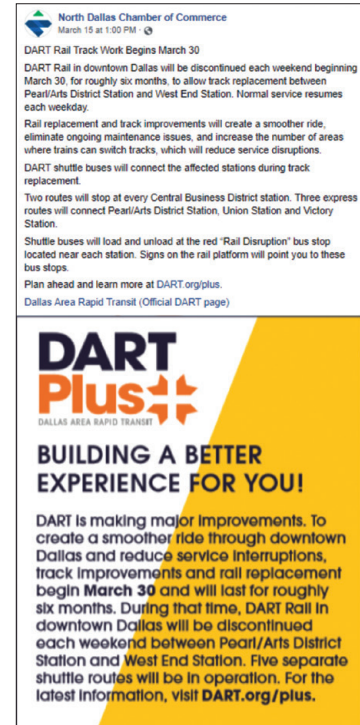 North Dallas Chamber of Commerce
March 15 at 1:00 PM ·
DART Rail Track Work Begins March 30
DART Rail in downtown Dallas will be discontinued each weekend beginning
March 30, for roughly six months, to allow track replacement between
Pearl/Arts District Station and West End Station. Normal service resumes
each weekday.
Rail replacement and track improvements will create a smoother ride,
eliminate ongoing maintenance issues, and increase the number of areas
where trains can switch tracks, which will reduce service disruptions.
DART shuttle buses will connect the affected stations during track
replacement.
Two routes will stop at every Central Business District station. Three express
routes will connect Pearl/Arts District Station, Union Station and Victory
Station.
Shuttle buses will load and unload at the red "Rail Disruption" bus stop
located near each station. Signs on the rail platform will point you to these
bus stops.
Plan ahead and learn more at DART.org/plus.
Dallas Area Rapid Transit (Official DART page)
DART
Plus
DALLAS AREA RAPID TRANSIT
BUILDING A BETTER
EXPERIENCE FOR YOU!
DART is making major improvements. To
create a smoother ride through downtown
Dallas and reduce service interruptions,
track improvements and rail replacement
begin March 30 and will last for roughly
six months. During that time, DART Rail in
downtown Dallas will be discontinued
each weekend between Pearl/Arts District
Station and West End Station. Five separate
shuttle routes will be in operation. For the
latest information, visit DART.org/plus.